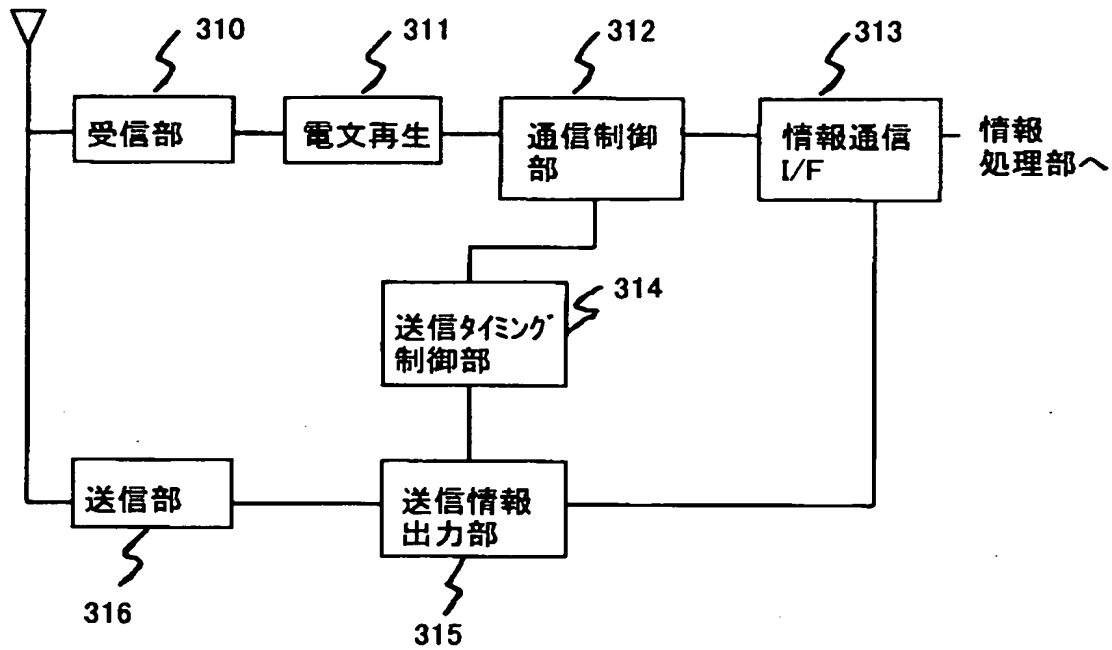 310
311
312
313
受信部
電文再生
通信制御
部
情報通信
I/F
情報
処理部へ
314
送信ﾀｲﾐﾝｸﾞ
制御部
送信部
送信情報
出力部
316
315